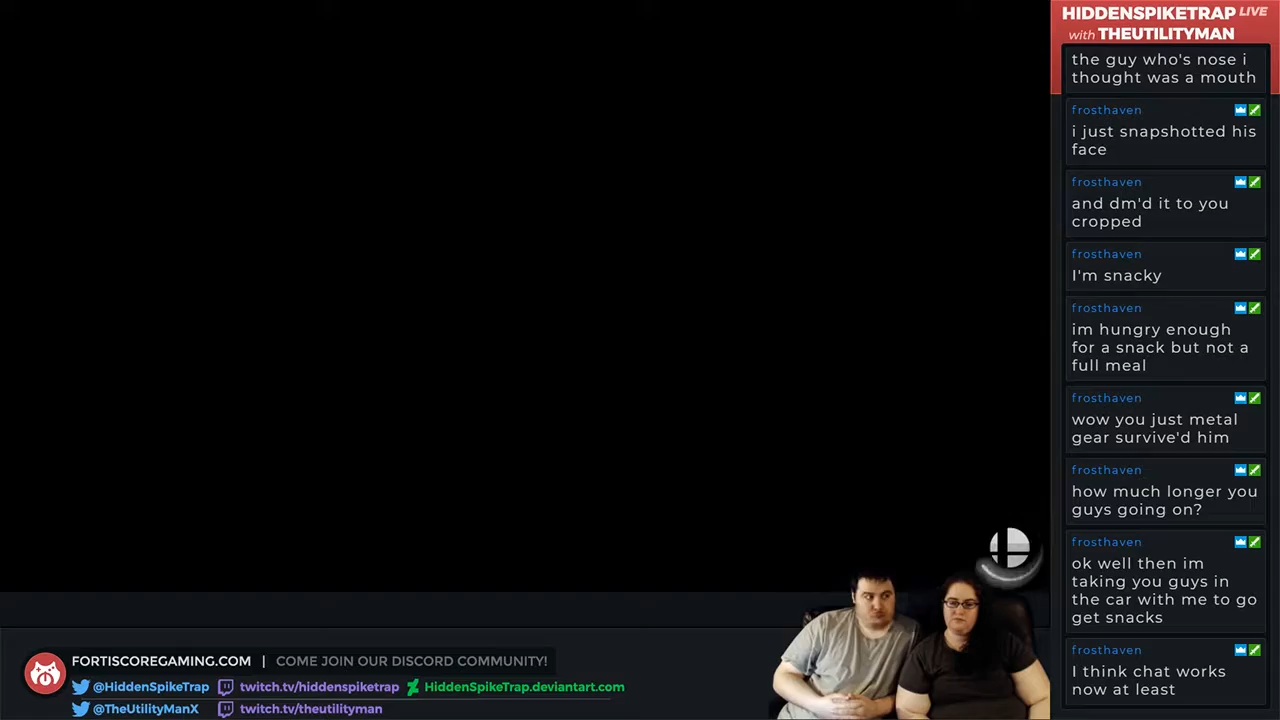 HIDDENSPIKETRAP LIVE
with THEUTILITYMAN
the guy who's nose i
thought was a mouth
frosthaven
i just snapshotted his
face
frosthaven
and dm'd it to you
cropped
frosthaven
I'm snacky
frosthaven
im hungry enough
for a snack but not a
full meal
frosthaven
wow you just metal
gear survive'd him
frosthaven
how much longer you
guys going on?
frosthaven
ok well then im
taking you guys in
the car with me to go
get snacks
frosthaven
I think chat works
now at least
FORTISCOREGAMING.COM | COME JOIN OUR DISCORD COMMUNITY!
@HiddenSpikeTrap twitch.tv/hiddenspiketrap HiddenSpikeTrap.deviantart.com
@TheUtilityManX twitch.tv/theutilityman